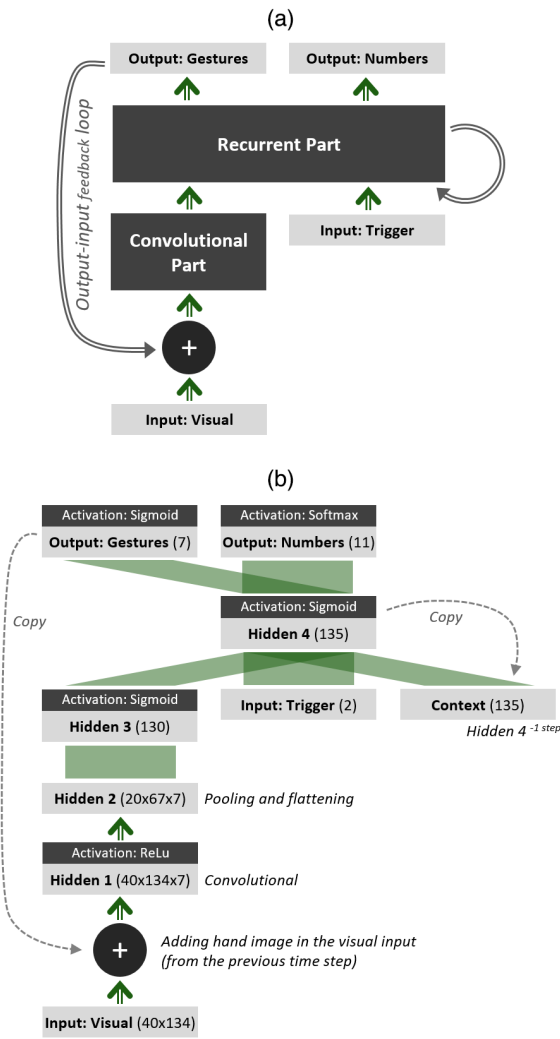 (a)
Output: Gestures
Output: Numbers
Output-input feedback loop
Recurrent Part
Convolutional
Part
Input: Trigger
+
Input: Visual
(b)
Activation: Sigmoid
Output: Gestures (7)
Activation: Softmax
Output: Numbers (11)
Copy
Activation: Sigmoid
Hidden 4 (135)
Copy
Activation: Sigmoid
Hidden 3 (130)
Input: Trigger (2)
Context (135)
Hidden 4 -1 step
Hidden 2 (20x67x7)
Pooling and flattening
Activation: ReLu
Hidden 1 (40x134x7)
Convolutional
+
Adding hand image in the visual input
(from the previous time step)
Input: Visual (40x134)